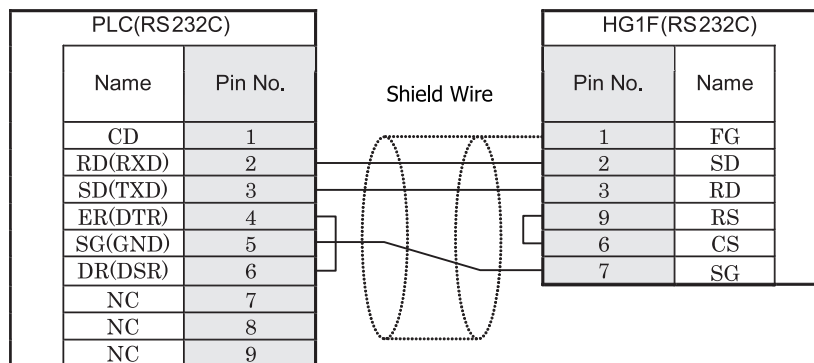 PLC(RS232C) HG1F(RS232C)
Name Pin No. Shield Wire Pin No. Name
CD 1 1 FG
RD(RXD) 2 2 SD
SD(TXD) 3 3 RD
ER(DTR) 4 9 RS
SG(GND) 5 6 CS
DR(DSR) 6 7 SG
NC 7
NC 8
NC 9